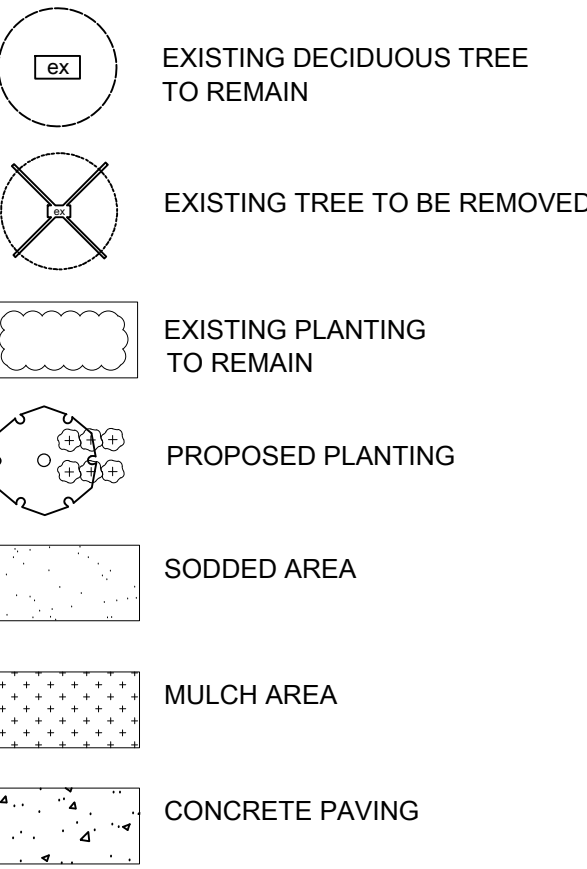 ex
EXISTING DECIDUOUS TREE
TO REMAIN
ex
EXISTING TREE TO BE REMOVED
EXISTING PLANTING
TO REMAIN
PROPOSED PLANTING
SODDED AREA
MULCH AREA
CONCRETE PAVING